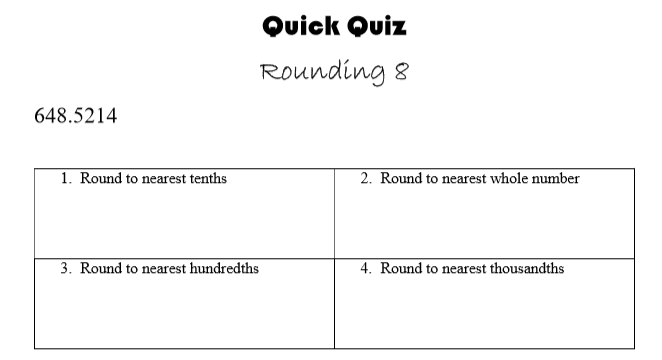 Quick Quiz
Rounding 8
648.5214
1. Round to nearest tenths
2. Round to nearest whole number
3. Round to nearest hundredths
4. Round to nearest thousandths